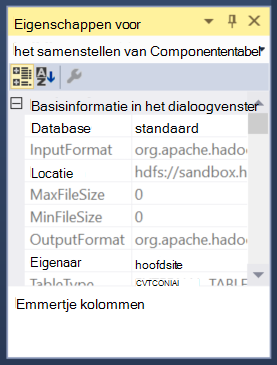 Eigenschappen voor
het samenstellen van Componententabel
Basisinformatie in het dialoogvenster
Database standaard
InputFormat org.apache.hado
Locatie hdfs://sandbox.h
MaxFileSize 0
MinFileSize 0
OutputFormat org.apache.hado
Eigenaar hoofdsite
TableType TABLE
Emmertje kolommen